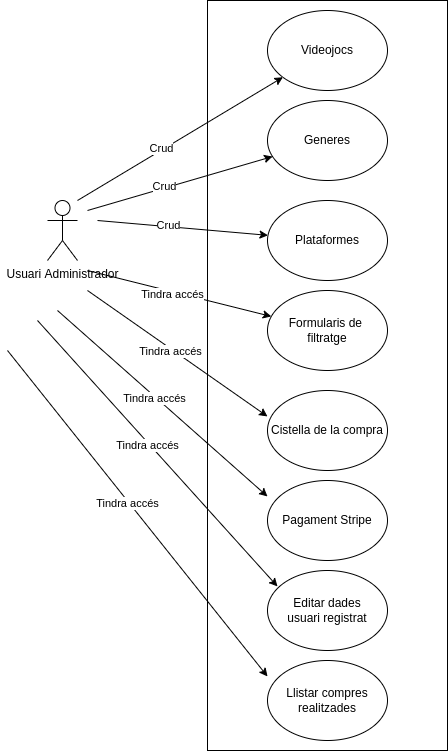 Videojocs
Crud
Generes
Crud
Crud
Plataformes
Usuari Administrador
Tindra accés
Formularis de
filtratge
Tindra accés
Cistella de la compra
Tindra accés
Pagament Stripe
Tindra accés
Editar dades
usuari registrat
Tindra accés
Llistar compres
realitzades